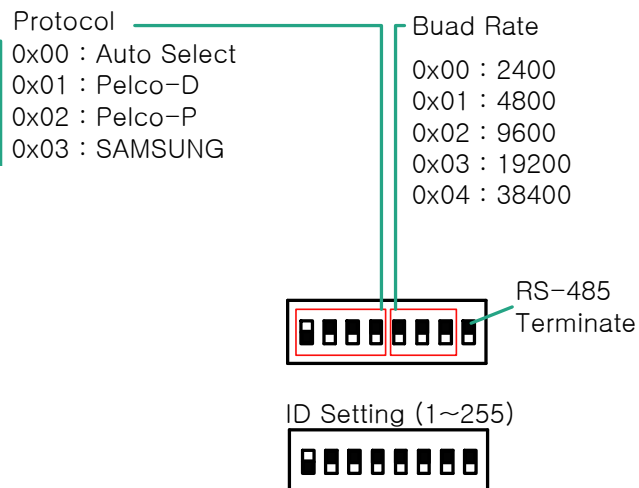 Protocol
0x00 : Auto Select
0x01 : Pelco-D
0x02 : Pelco-P
0x03 : SAMSUNG
Buad Rate
0x00 : 2400
0x01 : 4800
0x02 : 9600
0x03 : 19200
0x04 : 38400
RS-485
Terminate
ID Setting (1~255)